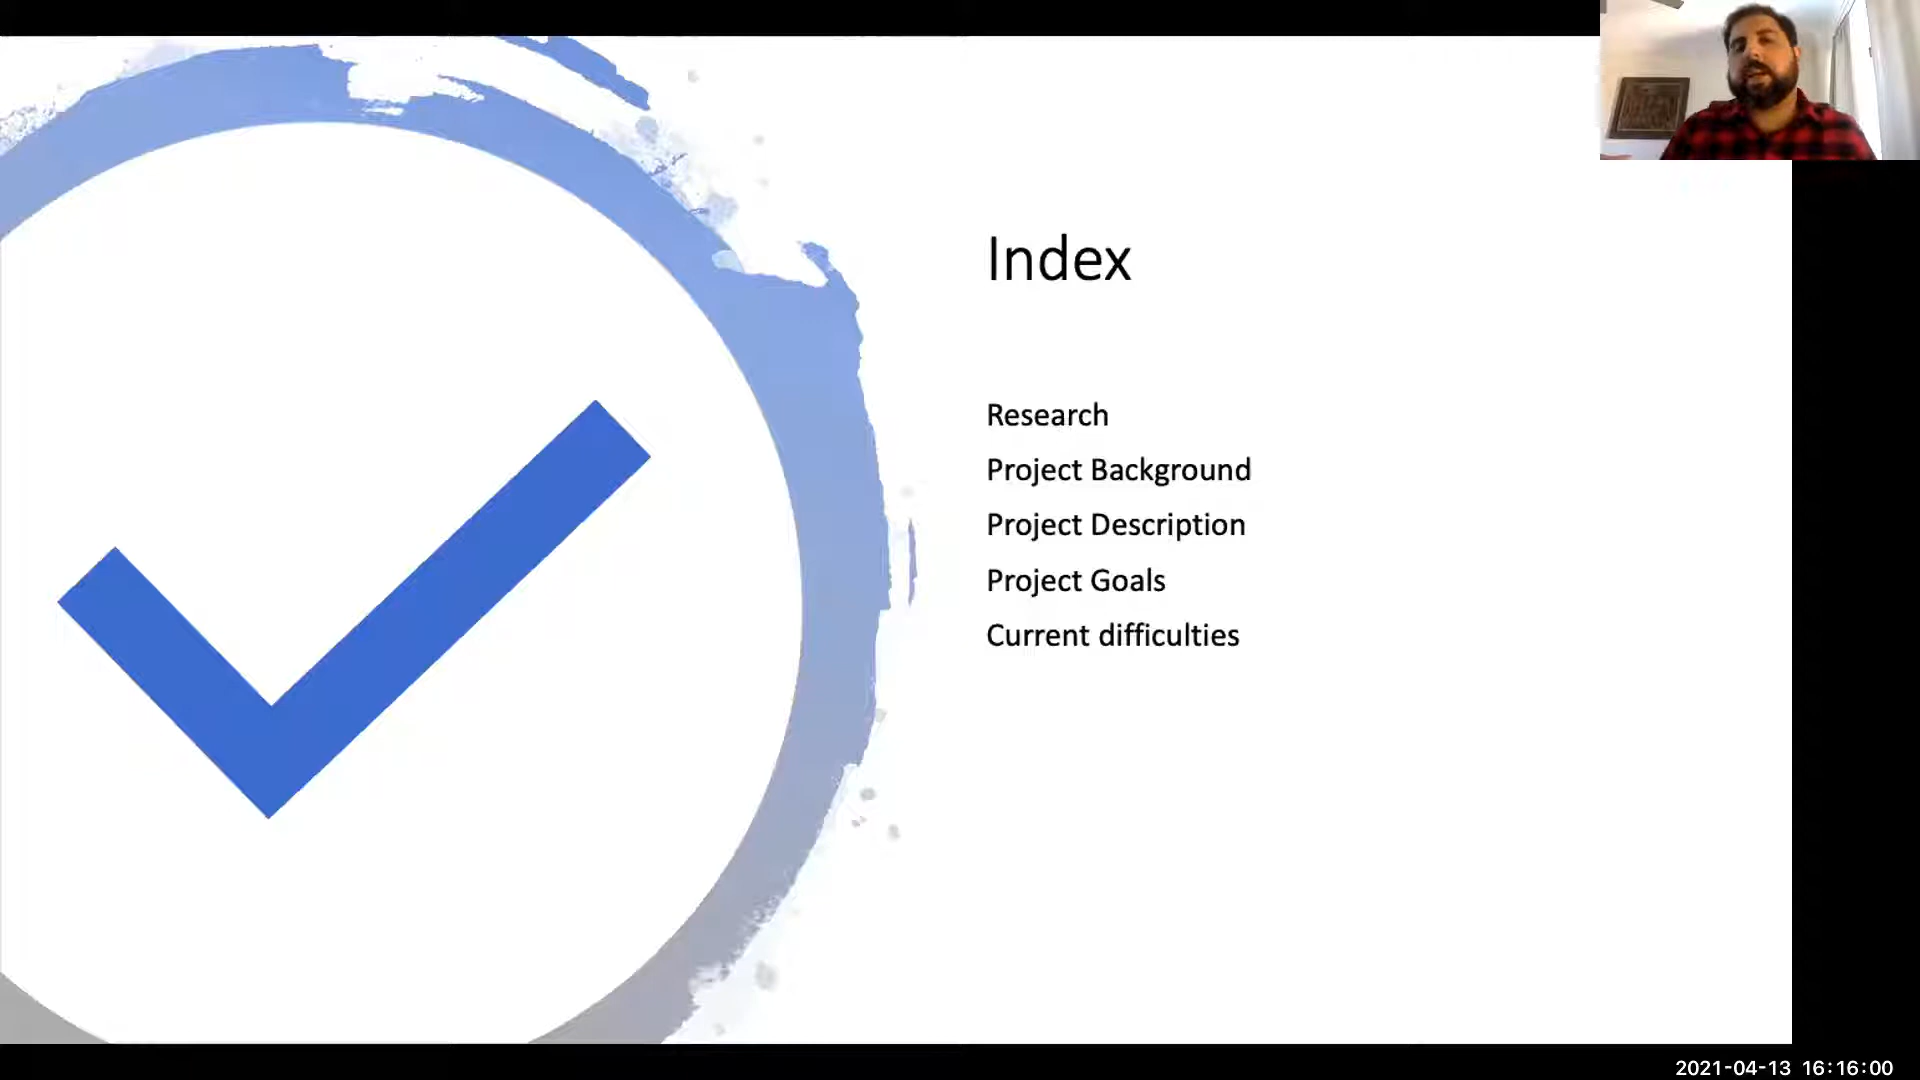 Index
Research
Project Background
Project Description
Project Goals
Current difficulties
2021-04-13 16:16:00